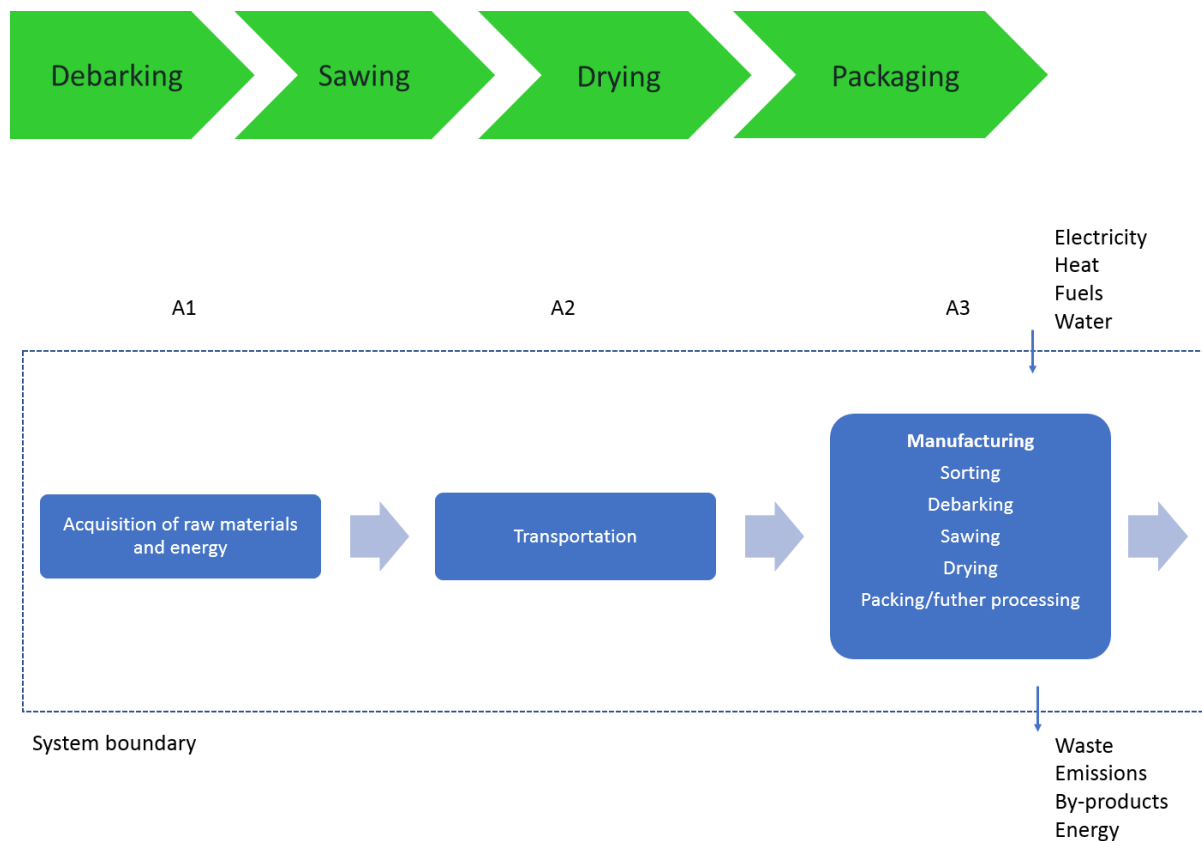 Debarking
Sawing
Drying
Packaging
Electricity
Heat
Fuels
Water
A1
A2
A3
Acquisition of raw materials
and energy
Transportation
Manufacturing
Sorting
Debarking
Sawing
Drying
Packing/futher processing
System boundary
Waste
Emissions
By-products
Energy